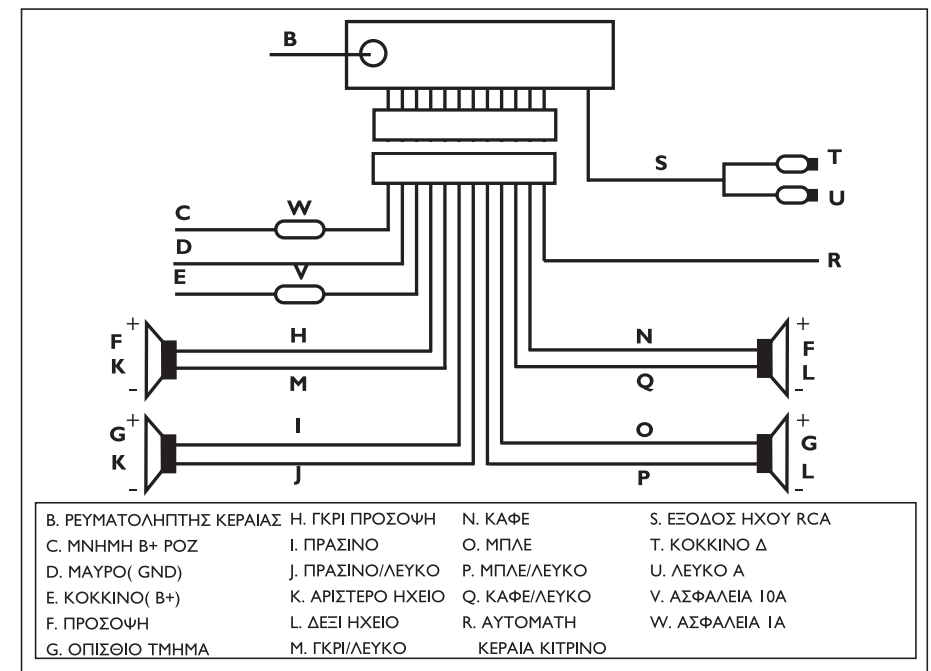 B
S
T
U
C
W
D
V
E
R
+
F
K
-
H
M
N
Q
+
F
L
-
+
G
K
-
I
J
O
P
+
G
L
-
B. ΡΕΥΜΑΤΟΛΗΠΤΗΣ ΚΕΡΑΙΑΣ
C. ΜΝΗΜΗ B+ ΡΟΖ
D. ΜΑΥΡΟ( GND)
E. ΚΟΚΚΙΝΟ( B+)
F. ΠΡΟΣΟΨΗ
G. ΟΠΙΣΘΙΟ ΤΜΗΜΑ
H. ΓΚΡΙ ΠΡΟΣΟΨΗ
I. ΠΡΑΣΙΝΟ
J. ΠΡΑΣΙΝΟ/ΛΕΥΚΟ
K. ΑΡΙΣΤΕΡΟ ΗΧΕΙΟ
L. ΔΕΞΙ ΗΧΕΙΟ
M. ΓΚΡΙ/ΛΕΥΚΟ
N. ΚΑΦΕ
O. ΜΠΛΕ
P. ΜΠΛΕ/ΛΕΥΚΟ
Q. ΚΑΦΕ/ΛΕΥΚΟ
R. ΑΥΤΟΜΑΤΗ
ΚΕΡΑΙΑ ΚΙΤΡΙΝΟ
S. ΕΞΟΔΟΣ ΗΧΟΥ RCA
T. ΚΟΚΚΙΝΟ Δ
U. ΛΕΥΚΟ Α
V. ΑΣΦΑΛΕΙΑ 10A
W. ΑΣΦΑΛΕΙΑ 1A